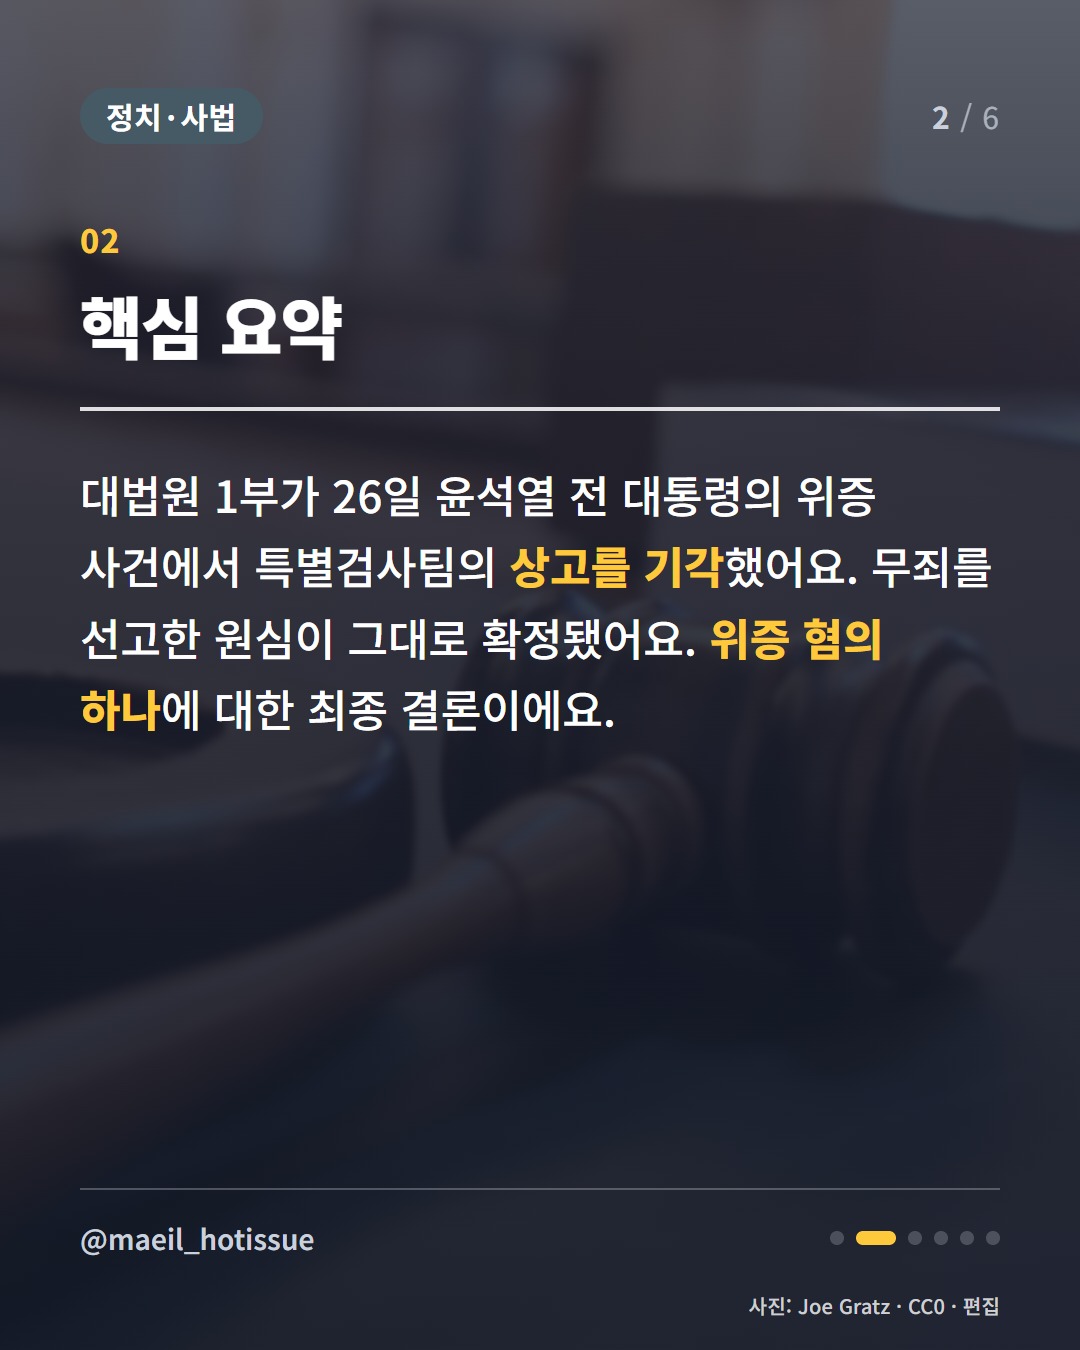 정치·사법
2 / 6
02
핵심 요약
대법원 1부가 26일 윤석열 전 대통령의 위증
사건에서 특별검사팀의 상고를 기각했어요. 무죄를
선고한 원심이 그대로 확정됐어요. 위증 혐의
하나에 대한 최종 결론이에요.
@maeil_hotissue
사진: Joe Gratz · CC0 · 편집